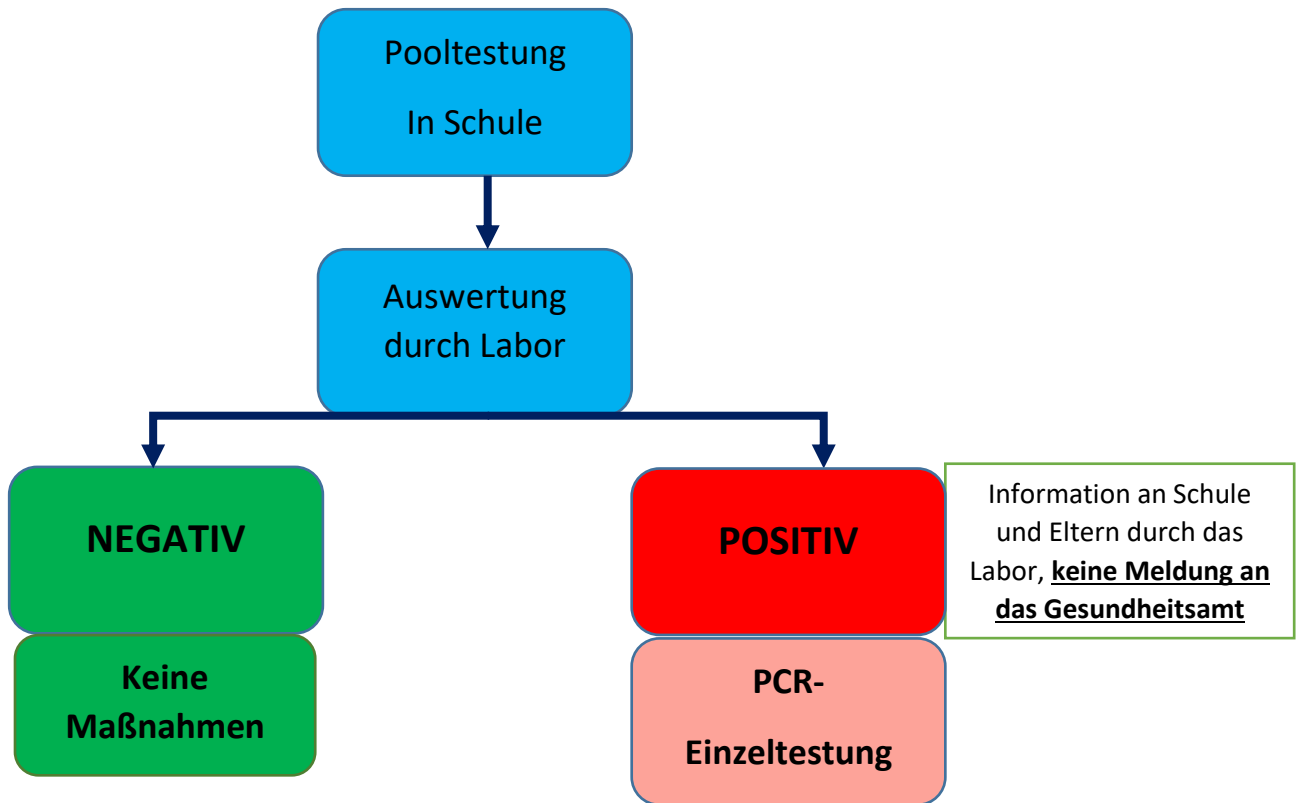 Pooltestung
In Schule
Auswertung
durch Labor
NEGATIV
POSITIV
Information an Schule
und Eltern durch das
Labor, keine Meldung an
das Gesundheitsamt
Keine
Maßnahmen
PCR-
Einzeltestung